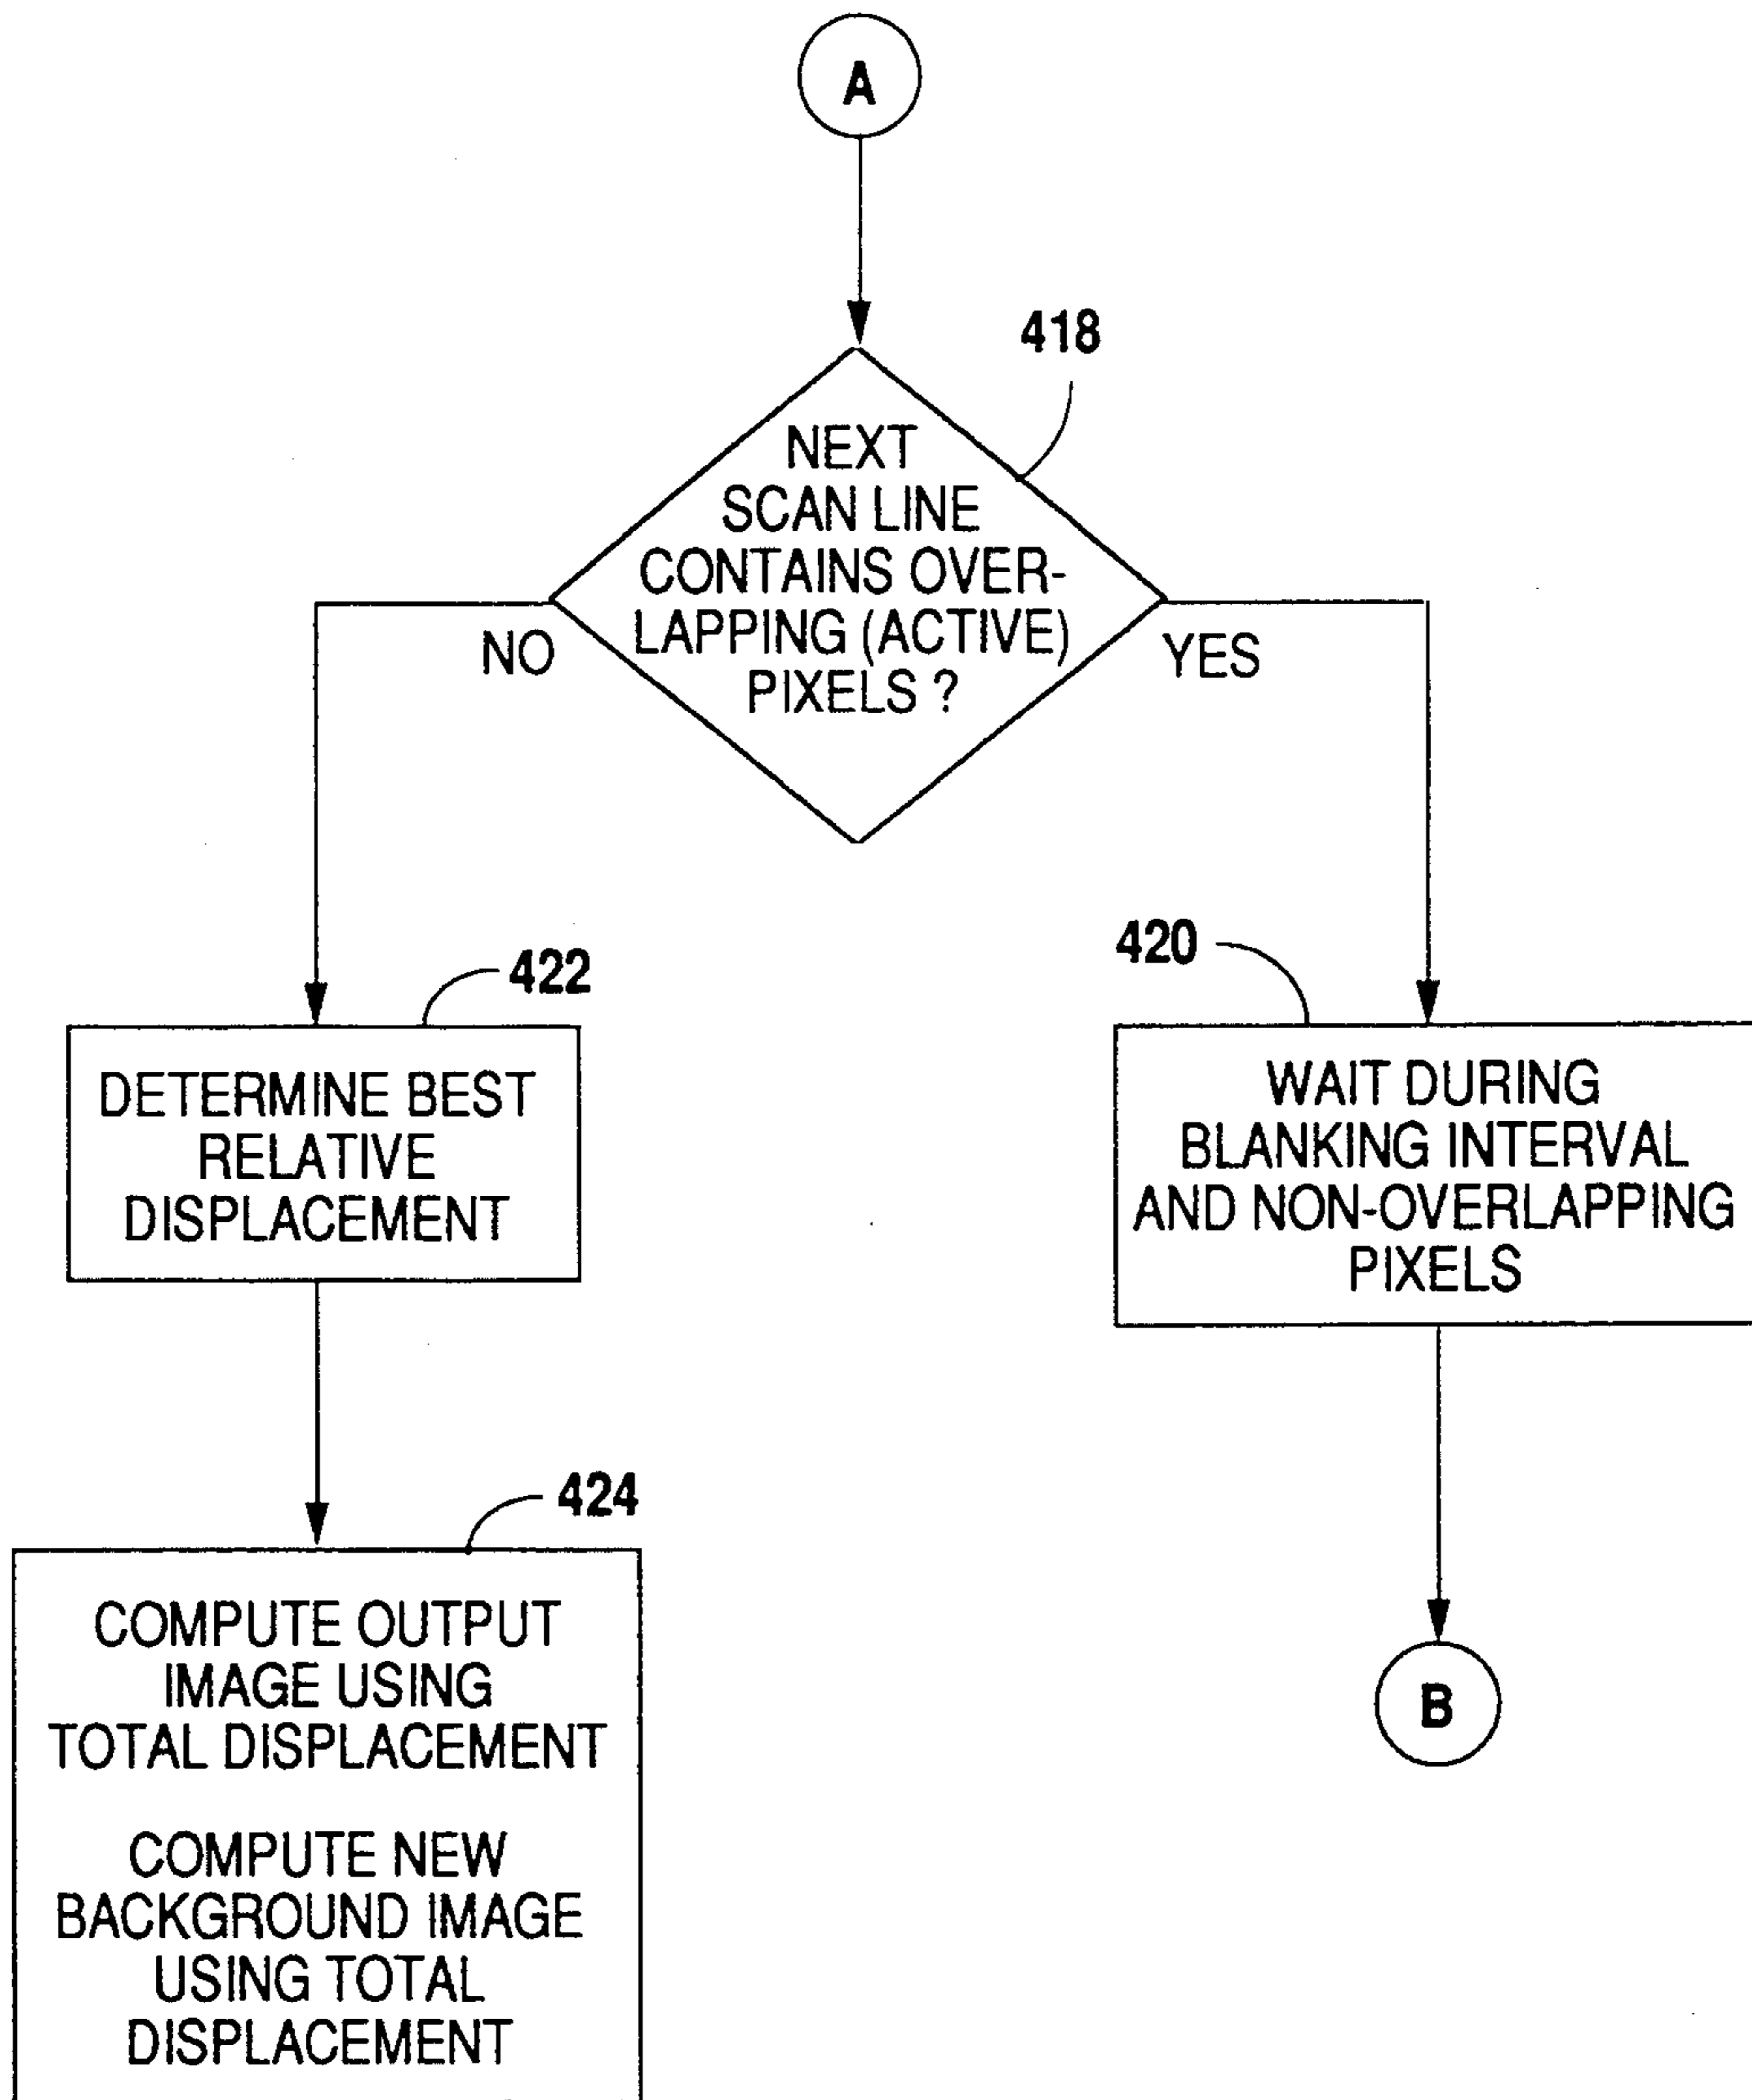 A
418
NEXT
SCAN LINE
CONTAINS OVER-
LAPPING (ACTIVE)
PIXELS ?
NO
YES
422
DETERMINE BEST
RELATIVE
DISPLACEMENT
420
WAIT DURING
BLANKING INTERVAL
AND NON-OVERLAPPING
PIXELS
424
COMPUTE OUTPUT
IMAGE USING
TOTAL DISPLACEMENT
COMPUTE NEW
BACKGROUND IMAGE
USING TOTAL
DISPLACEMENT
B